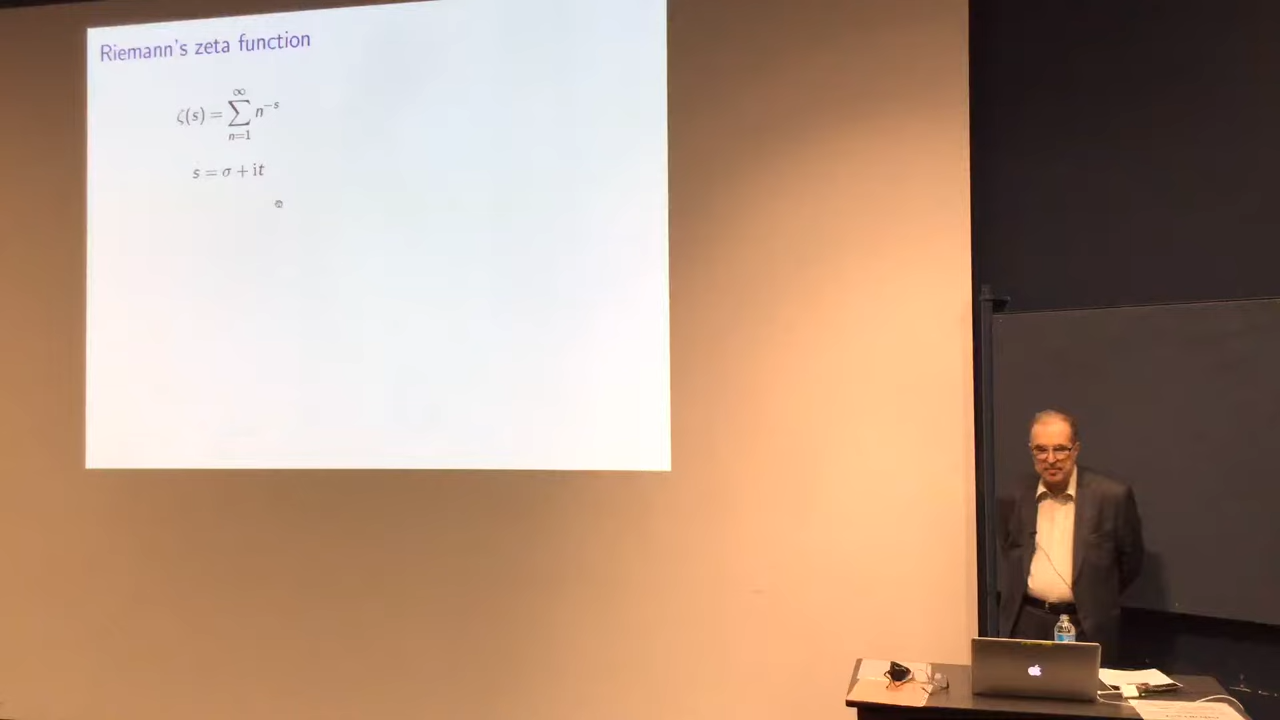 Riemann's zeta function
ζ(s) = ∑_{n=1}^{∞} n^{-s}
s = σ + it